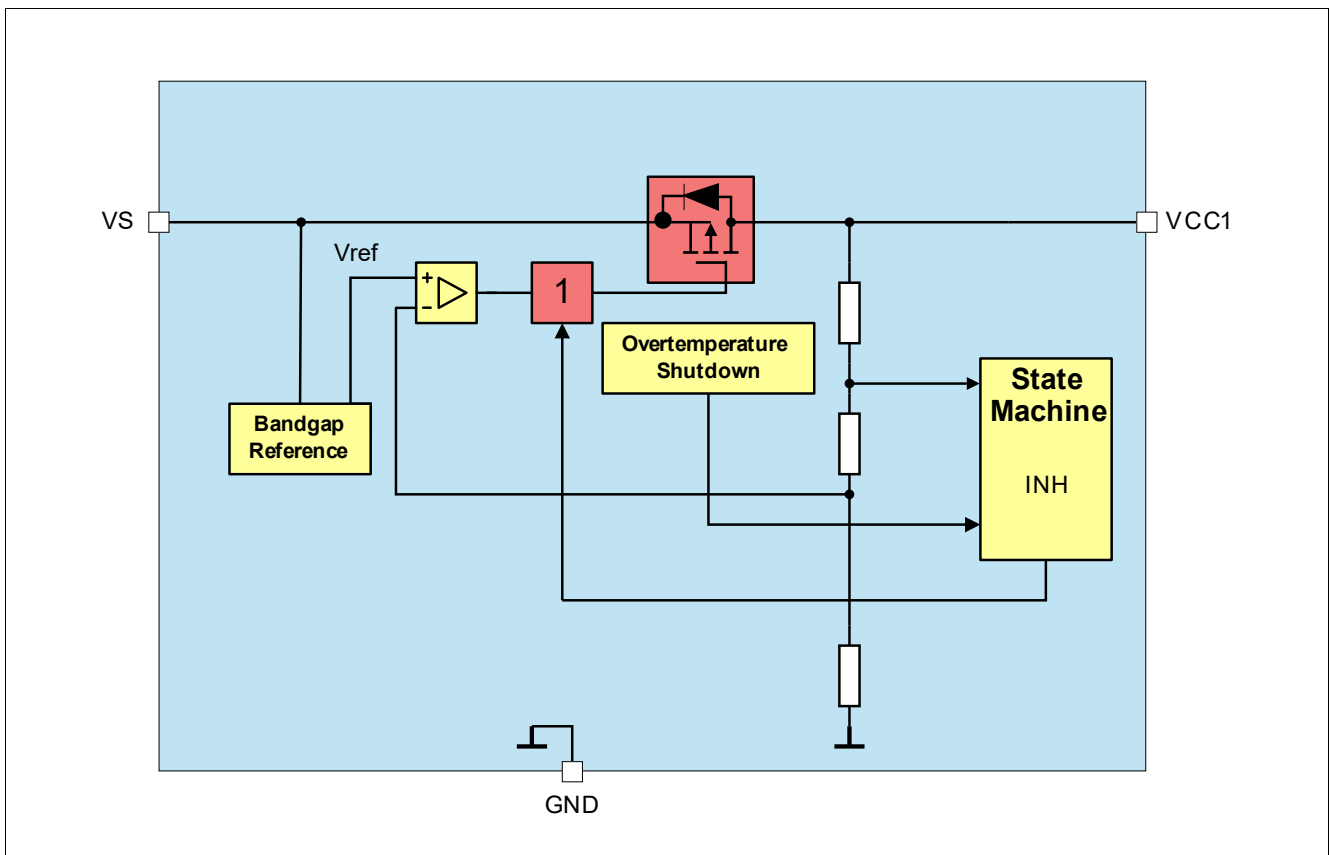 VS
VCC1
Vref
+
-
1
Overtemperature
Shutdown
State
Machine
INH
Bandgap
Reference
GND